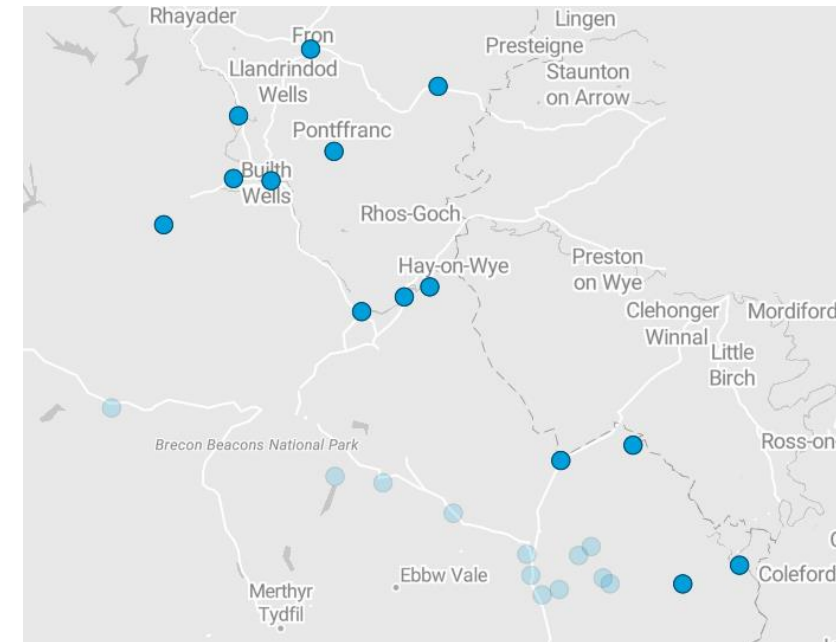 Rhayader
Lingen
Fron
Presteigne
Llandrindod
Wells
Staunton
on Arrow
Pontffranc
Builth
Wells
Rhos-Goch
Hay-on-Wye
Preston
on Wye
Clehonger
Winnal
Mordiford
Little
Birch
Brecon Beacons National Park
Ross-on-
Ebbw Vale
Coleford
Merthyr
Tydfil